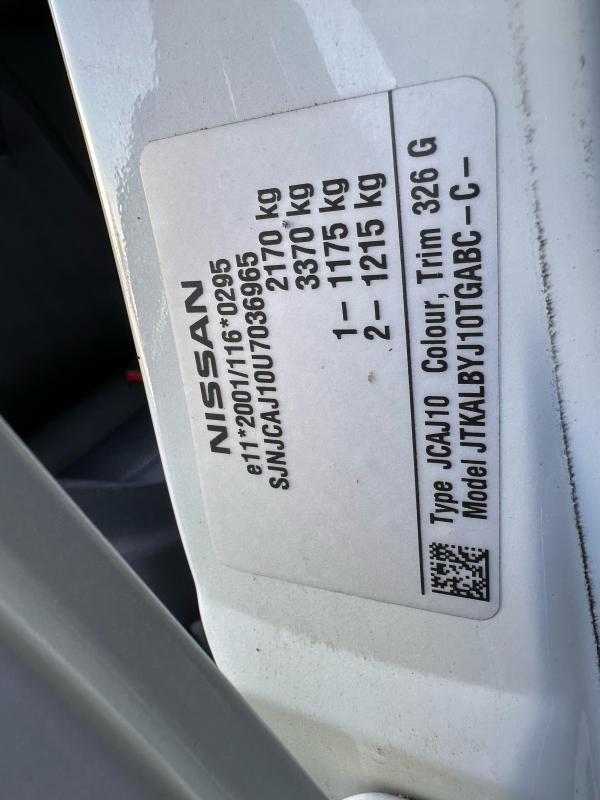 NISSAN
e11*2001/116*0295
SJNJCAJ10U7036965
2170 kg
3370 kg
1– 1175 kg
2– 1215 kg
Type JCAJ10 Colour, Trim 326 G
Model JTKALBYJ10TGABC–C–